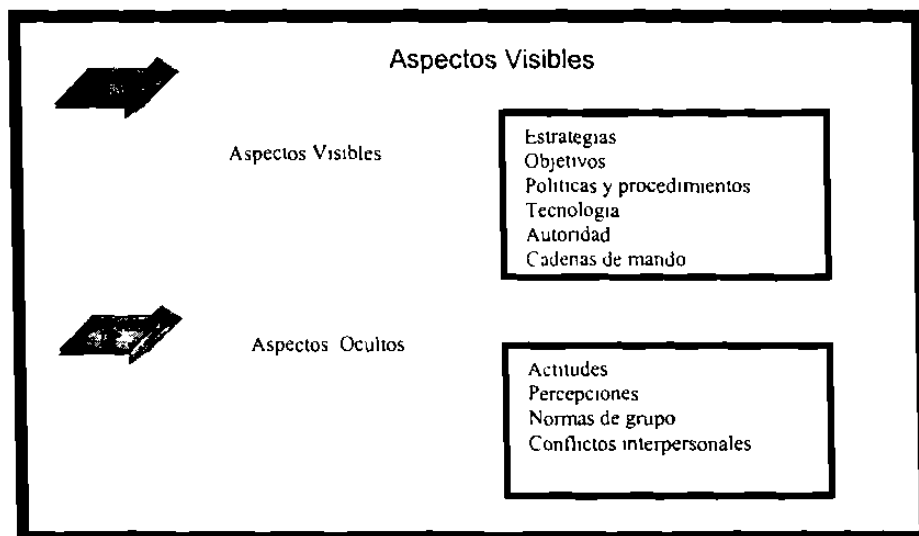 Aspectos Visibles
Aspectos Visibles
Estrategias
Objetivos
Políticas y procedimientos
Tecnologia
Autoridad
Cadenas de mando
Aspectos Ocultos
Actitudes
Percepciones
Normas de grupo
Conflictos interpersonales